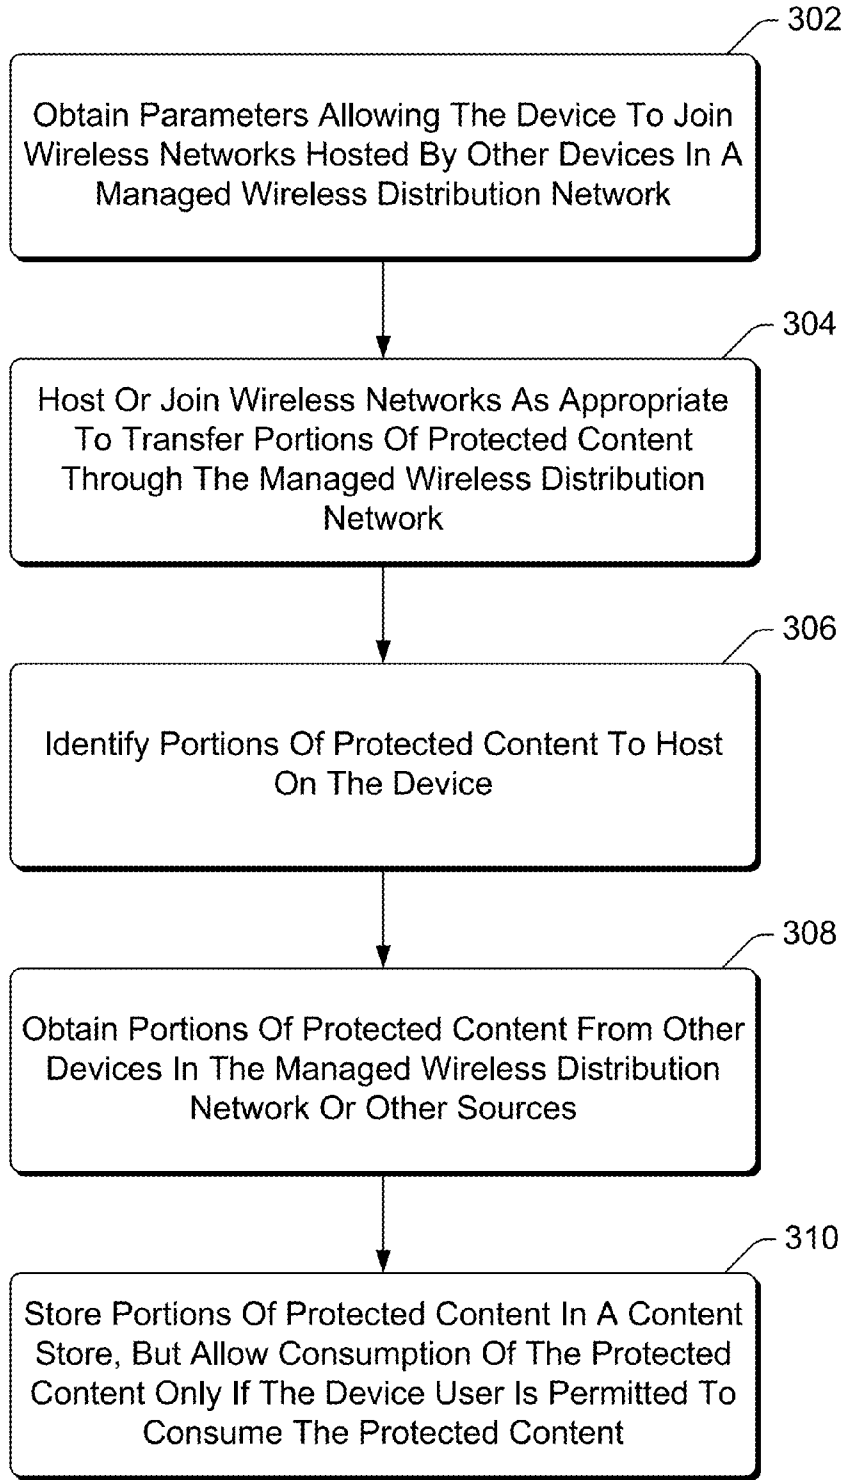 302
Obtain Parameters Allowing The Device To Join
Wireless Networks Hosted By Other Devices In A
Managed Wireless Distribution Network
304
Host Or Join Wireless Networks As Appropriate
To Transfer Portions Of Protected Content
Through The Managed Wireless Distribution
Network
306
Identify Portions Of Protected Content To Host
On The Device
308
Obtain Portions Of Protected Content From Other
Devices In The Managed Wireless Distribution
Network Or Other Sources
310
Store Portions Of Protected Content In A Content
Store, But Allow Consumption Of The Protected
Content Only If The Device User Is Permitted To
Consume The Protected Content